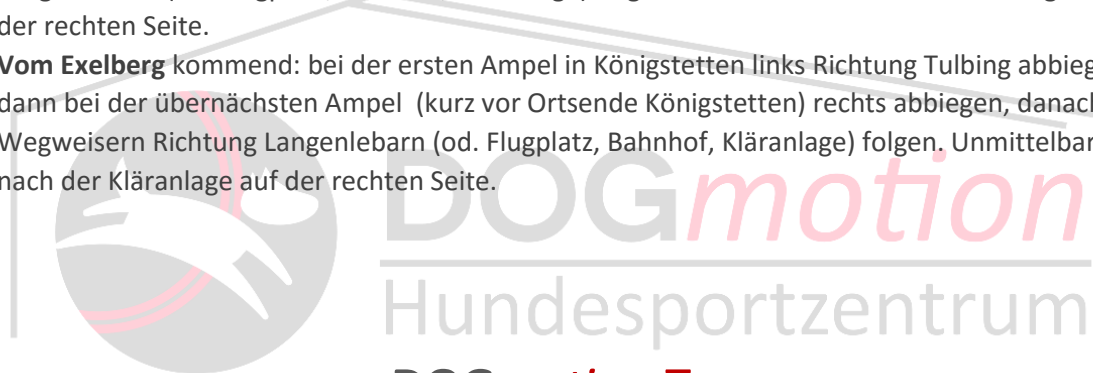 der rechten Seite.
Vom Exelberg kommend: bei der ersten Ampel in Königstetten links Richtung Tulbing abbieg
dann bei der übernächsten Ampel (kurz vor Ortsende Königstetten) rechts abbiegen, danach
Wegweisern Richtung Langenlebarn (od. Flugplatz, Bahnhof, Kläranlage) folgen. Unmittelbar
nach der Kläranlage auf der rechten Seite.
DOGmotion
Hundesportzentrum